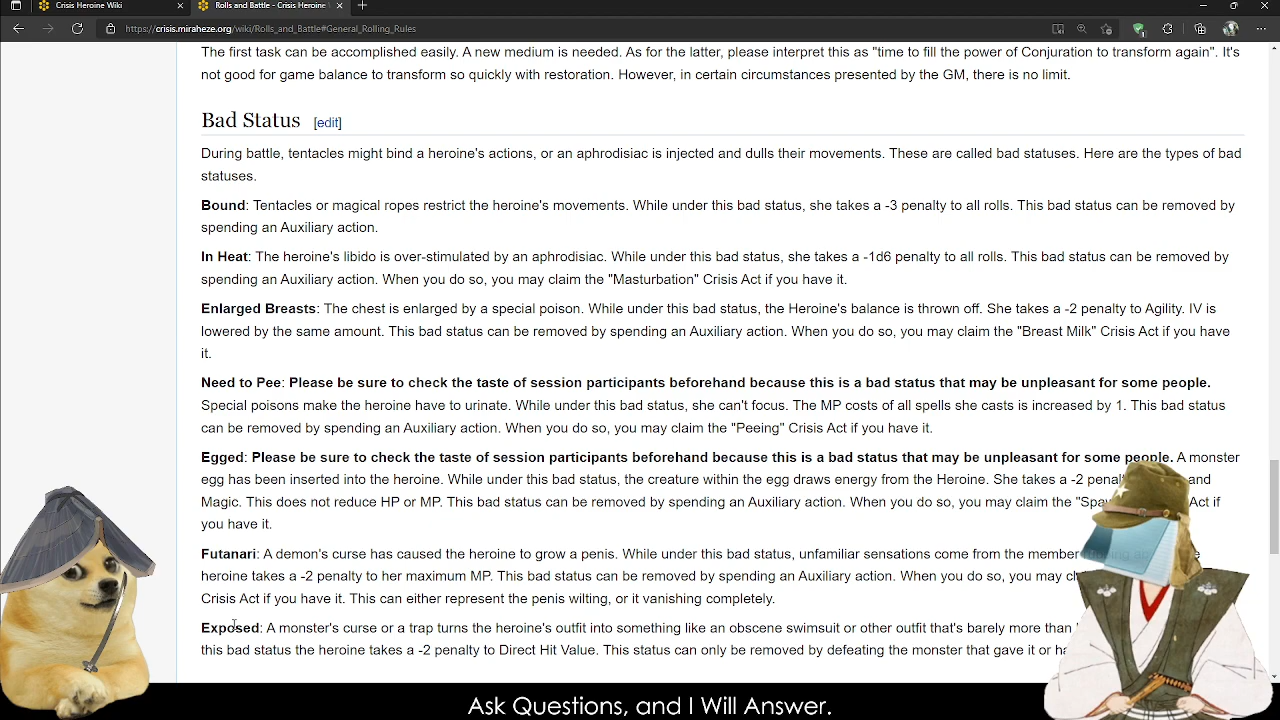 Crisis Heroine Wiki
Rolls and Battle - Crisis Heroine
https://crisis.miraheze.org/wiki/Rolls_and_Battle#General_Rolling_Rules
The first task can be accomplished easily. A new medium is needed. As for the latter, please interpret this as "time to fill the power of Conjuration to transform again". It's
not good for game balance to transform so quickly with restoration. However, in certain circumstances presented by the GM, there is no limit.
Bad Status [edit]
During battle, tentacles might bind a heroine's actions, or an aphrodisiac is injected and dulls their movements. These are called bad statuses. Here are the types of bad
statuses.
Bound: Tentacles or magical ropes restrict the heroine's movements. While under this bad status, she takes a -3 penalty to all rolls. This bad status can be removed by
spending an Auxiliary action.
In Heat: The heroine's libido is over-stimulated by an aphrodisiac. While under this bad status, she takes a -1d6 penalty to all rolls. This bad status can be removed by
spending an Auxiliary action. When you do so, you may claim the "Masturbation" Crisis Act if you have it.
Enlarged Breasts: The chest is enlarged by a special poison. While under this bad status, the Heroine's balance is thrown off. She takes a -2 penalty to Agility. IV is
lowered by the same amount. This bad status can be removed by spending an Auxiliary action. When you do so, you may claim the "Breast Milk" Crisis Act if you have
it.
Need to Pee: Please be sure to check the taste of session participants beforehand because this is a bad status that may be unpleasant for some people.
Special poisons make the heroine have to urinate. While under this bad status, she can't focus. The MP costs of all spells she casts is increased by 1. This bad status
can be removed by spending an Auxiliary action. When you do so, you may claim the "Peeing" Crisis Act if you have it.
Egged: Please be sure to check the taste of session participants beforehand because this is a bad status that may be unpleasant for some people. A monster
egg has been inserted into the heroine. While under this bad status, the creature within the egg draws energy from the Heroine. She takes a -2 and
Magic. This does not reduce HP or MP. This bad status can be removed by spending an Auxiliary action. When you do so, you may claim the Act if
you have it.
Futanari: A demon's curse has caused the heroine to grow a penis. While under this bad status, unfamiliar sensations come from the member
heroine takes a -2 penalty to her maximum MP. This bad status can be removed by spending an Auxiliary action. When you do so, you may
Crisis Act if you have it. This can either represent the penis wilting, or it vanishing completely.
Exposed: A monster's curse or a trap turns the heroine's outfit into something like an obscene swimsuit or other outfit that's barely more than
this bad status the heroine takes a -2 penalty to Direct Hit Value. This status can only be removed by defeating the monster that gave it or
Ask Questions, and I Will Answer.